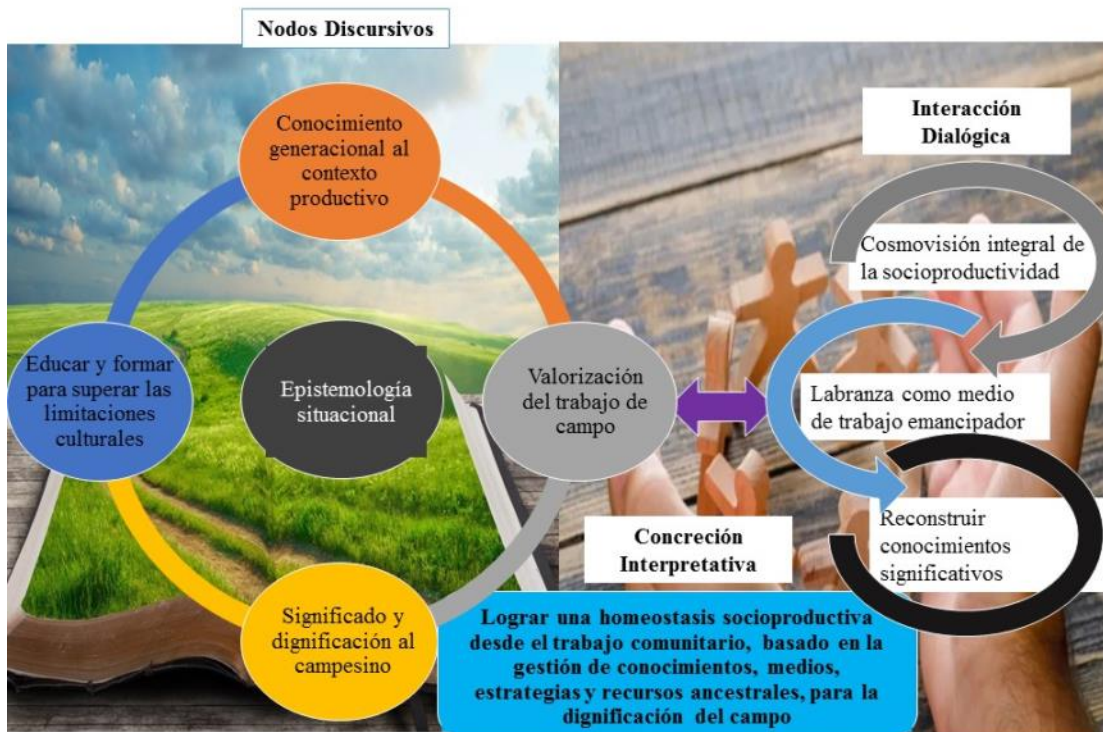 Nodos Discursivos
Conocimiento
generacional al
contexto
productivo
Educar y formar
para superar las
limitaciones
culturales
Epistemología
situacional
Valorización
del trabajo de
campo
Significado y
dignificación al
campesino
Interacción
Dialógica
Cosmovisión integral de
la socioproductividad
Labranza como medio
de trabajo emancipador
Reconstruir
conocimientos
significativos
Concreción
Interpretativa
Lograr una homeostasis socioproductiva
desde el trabajo comunitario, basado en la
gestión de conocimientos, medios,
estrategias y recursos ancestrales, para la
dignificación del campo